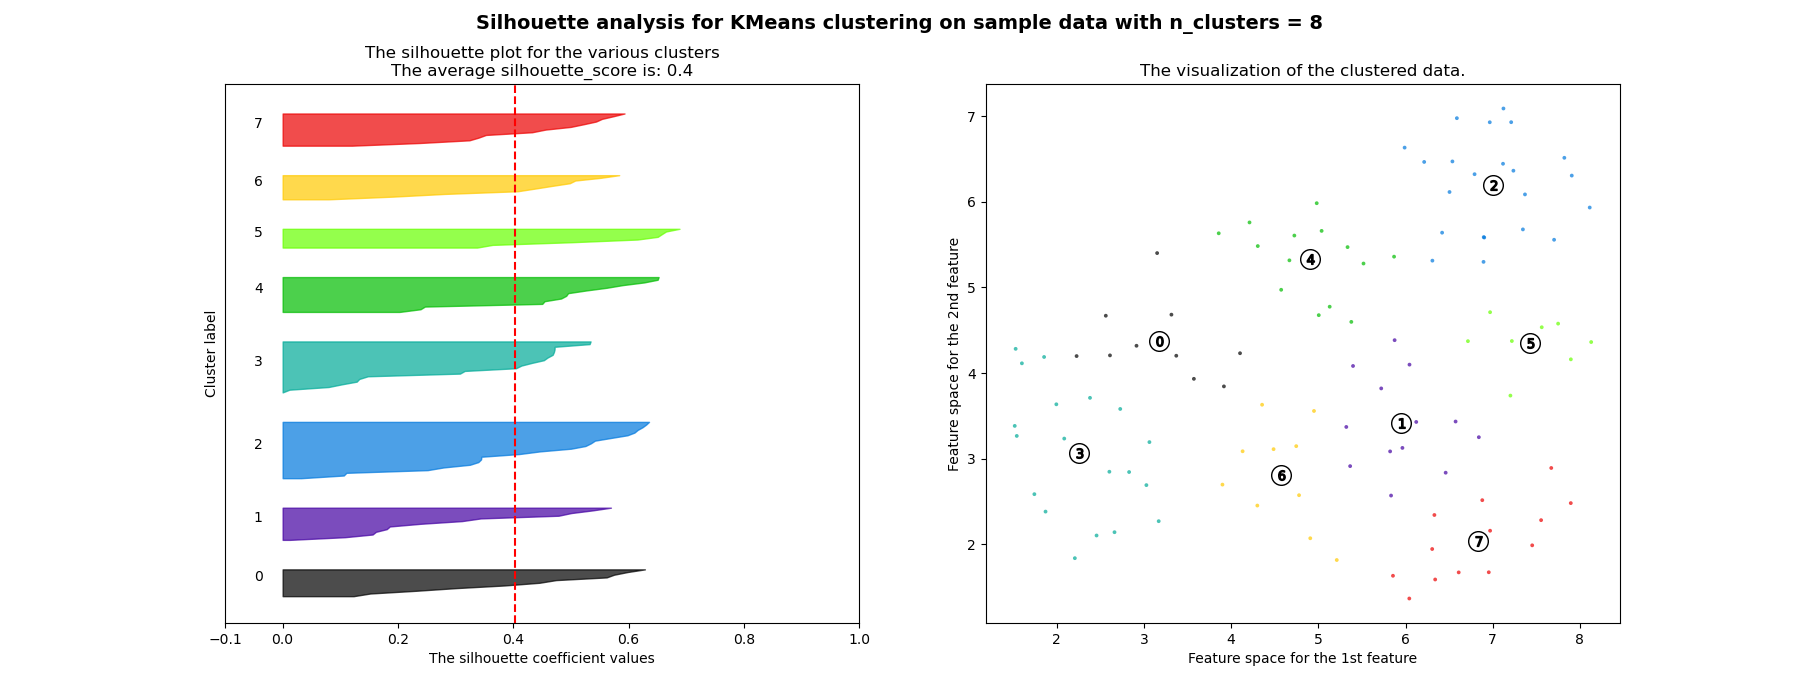 Silhouette analysis for KMeans clustering on sample data with n_clusters = 8
The silhouette plot for the various clusters
The average silhouette_score is: 0.4
7
6
5
4
3
2
1
0
Cluster label
−0.1 0.0 0.2 0.4 0.6 0.8 1.0
The silhouette coefficient values
The visualization of the clustered data.
7
6
5
4
3
2
Feature space for the 2nd feature
2
4
0
5
1
3
6
7
2 3 4 5 6 7 8
Feature space for the 1st feature